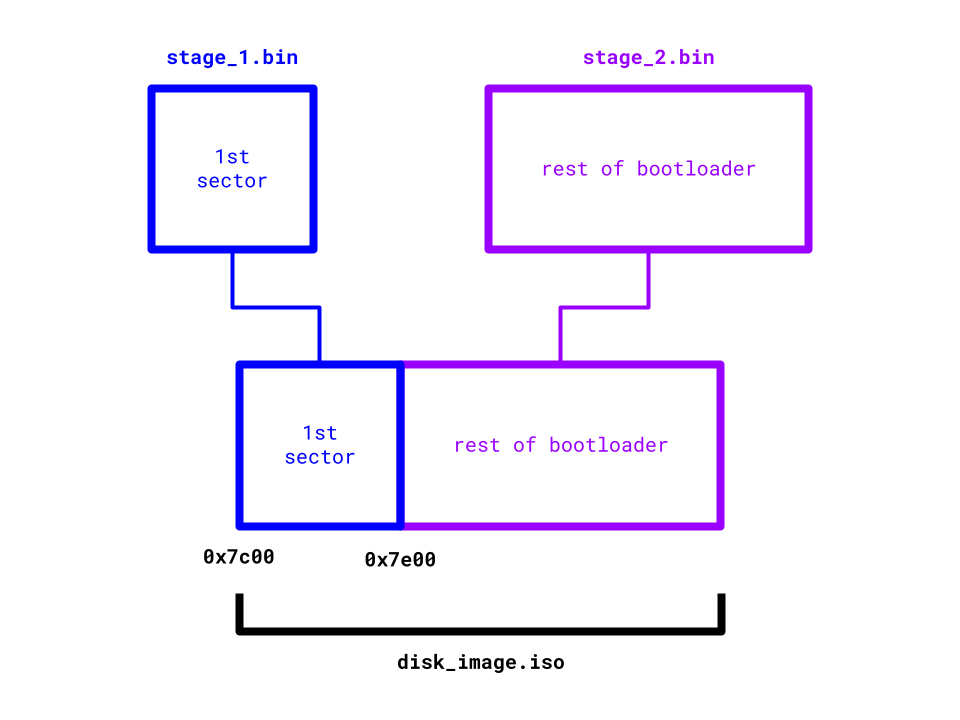 stage_1.bin
stage_2.bin
1st
sector
rest of bootloader
1st
sector
rest of bootloader
0x7c00
0x7e00
disk_image.iso